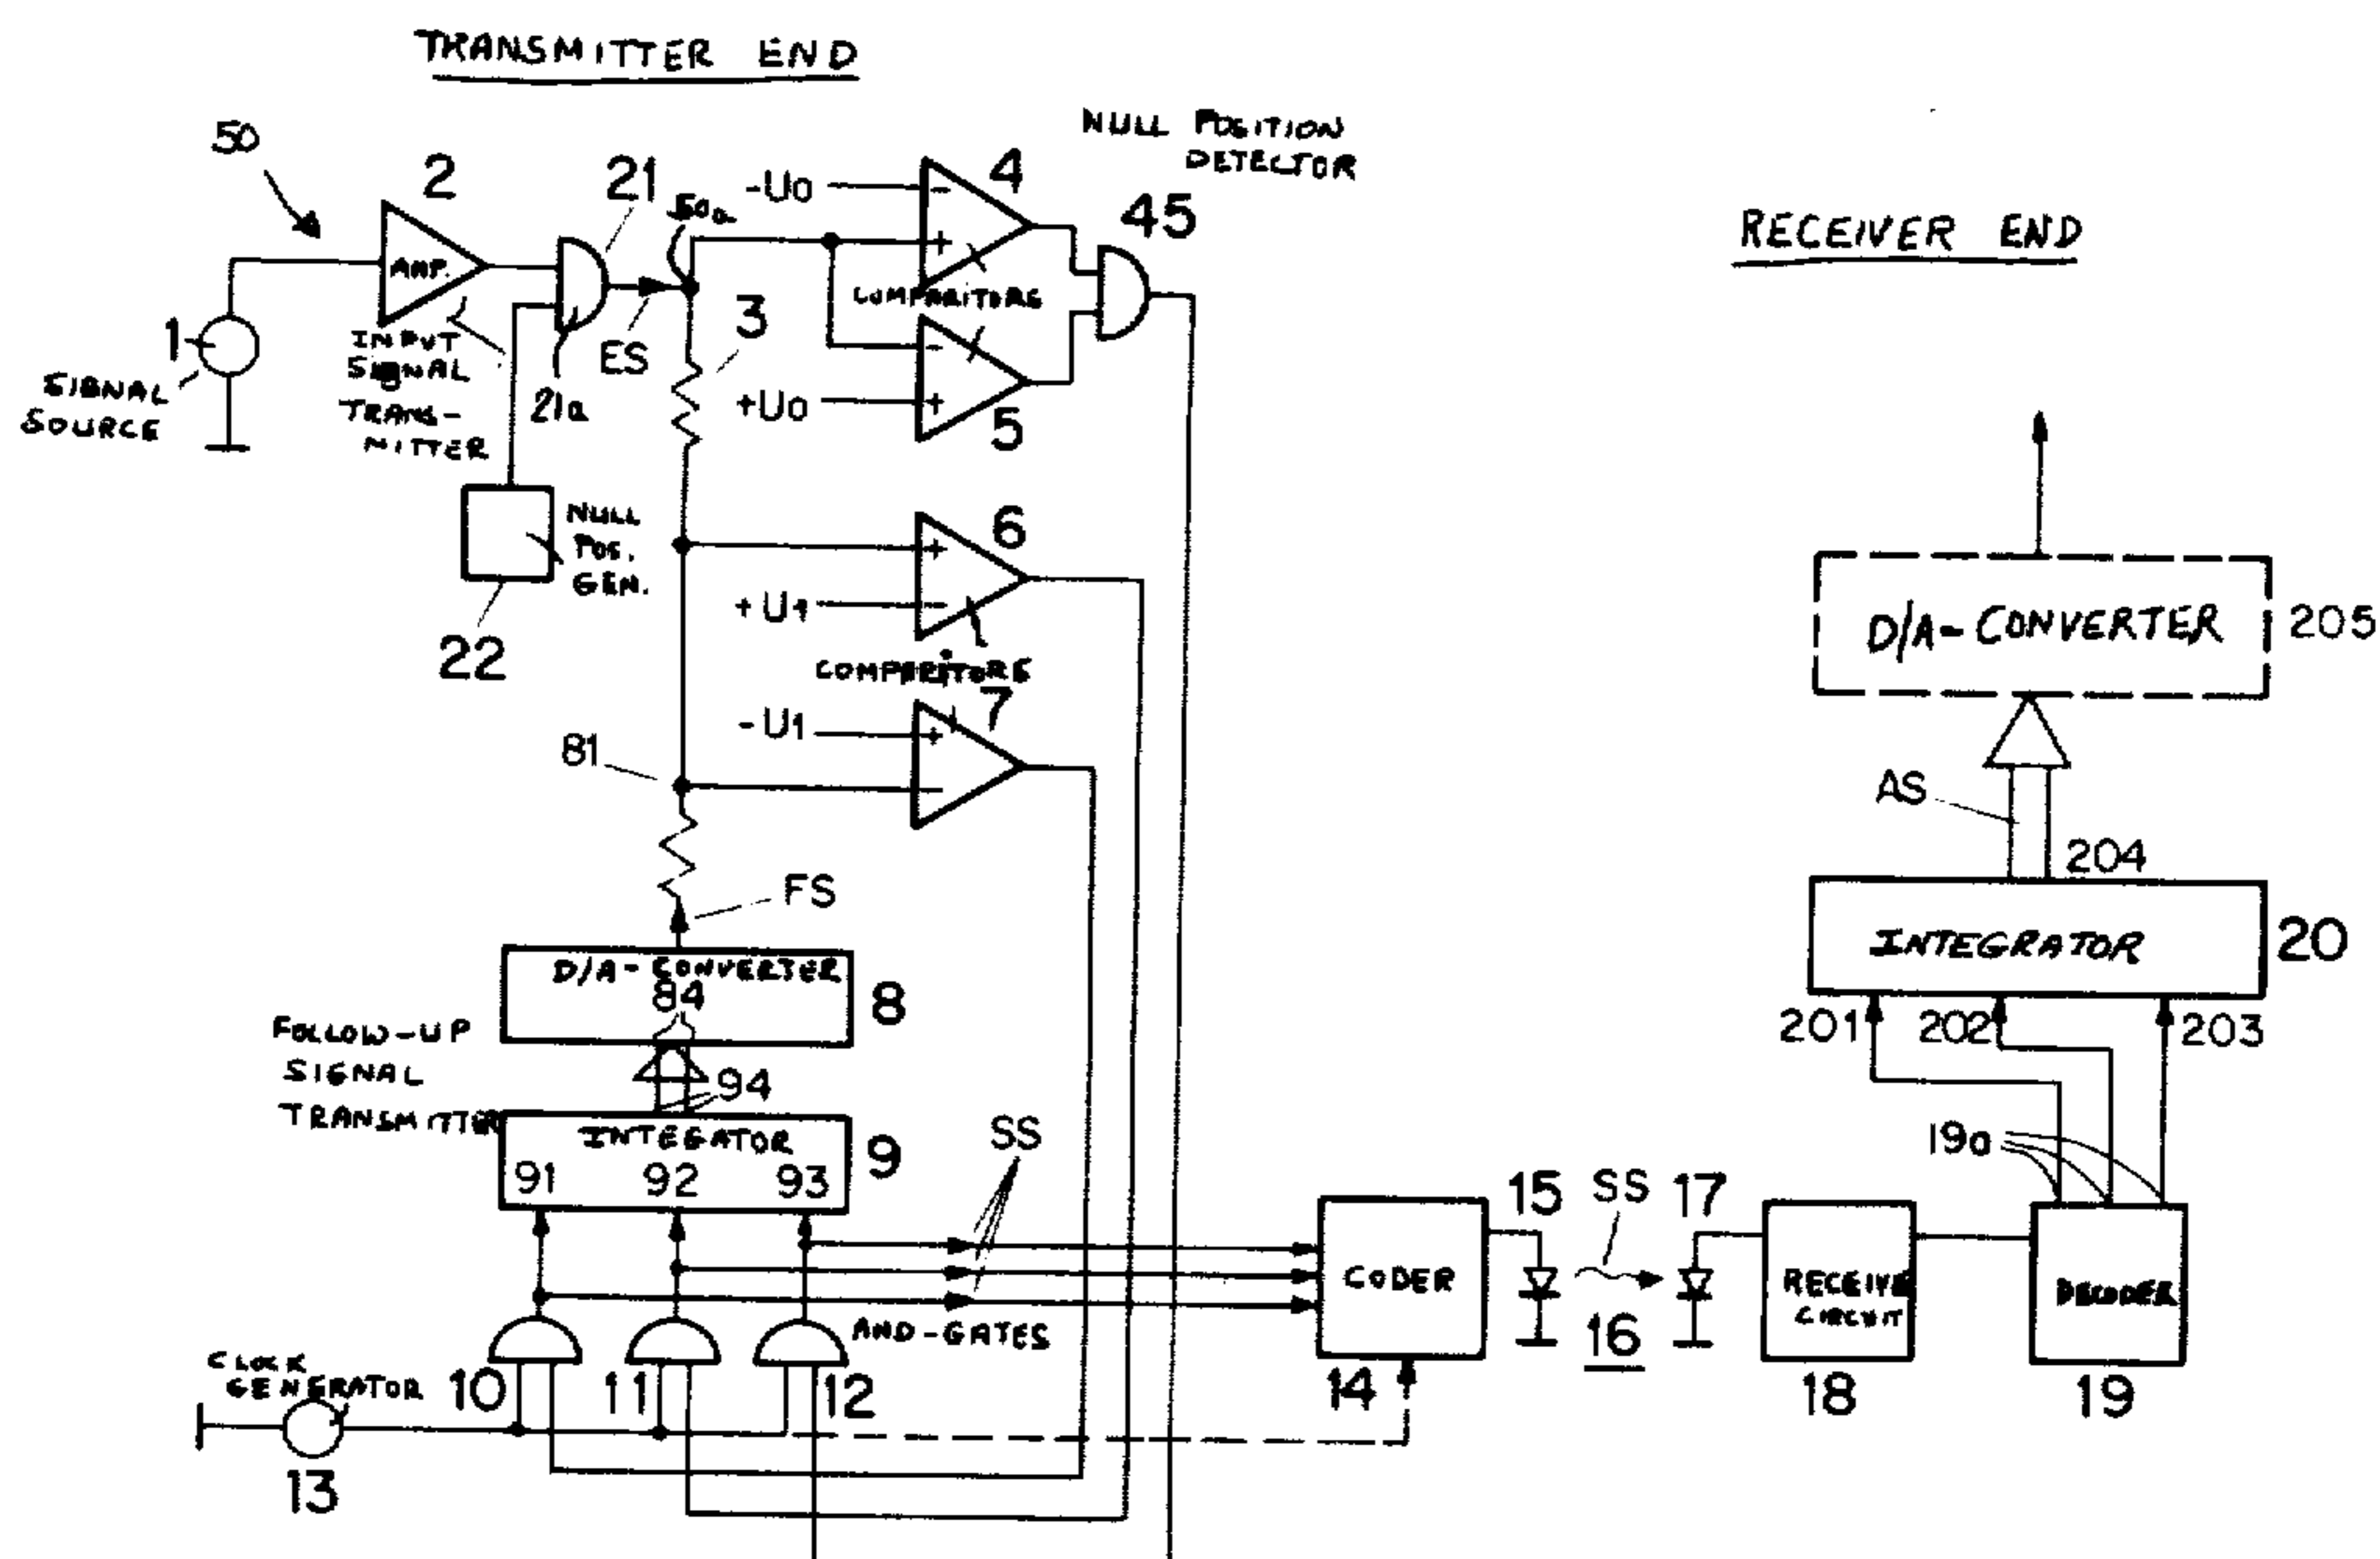 TRANSMITTER END
NULL POSITION
DETECTOR
RECEIVER END
50
2
21
50a
-Uo
4
45
AMP.
-
+
COMPARITORS
3
1
INPUT
SIGNAL
TRANS-
MITTER
ES
21a
SIGNAL
SOURCE
-
+
+Uo
5
NULL
POS.
GEN.
22
6
+
-
+U1
COMPARITORS
7
-U1
+
-
81
D/A-CONVERTER
205
AS
204
FS
INTEGRATOR
20
D/A-CONVERTER
84
8
201
202
203
FOLLOW-UP
SIGNAL
TRANSMITTER
94
INTEGATOR
91
92
93
9
SS
19a
15
SS
17
CODER
RECEIVE
CIRCUIT
DECODER
AND-GATES
16
CLOCK
GENERATOR
10
11
12
14
18
19
13